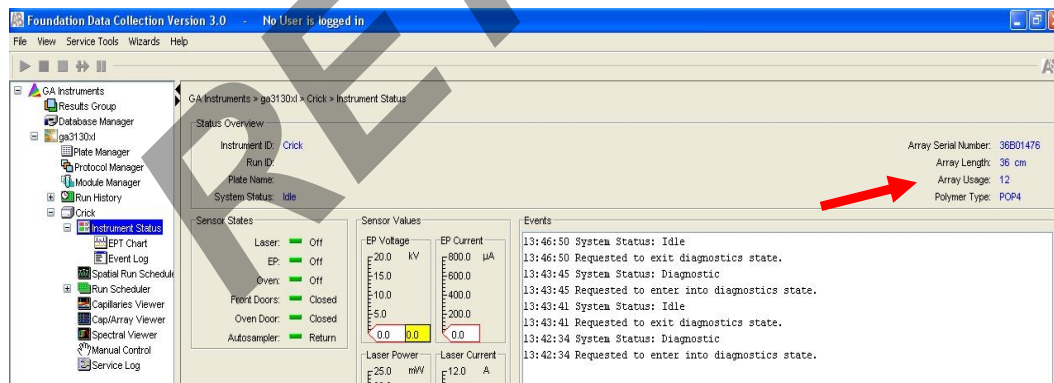 Foundation Data Collection Version 3.0 - No User is logged in
File View Service Tools Wizards Help
GA Instruments
Results Group
Database Manager
ga3130xl
Plate Manager
Protocol Manager
Module Manager
Run History
Crick
Instrument Status
EPT Chart
Event Log
Spatial Run Schedule
Run Scheduler
Capillaries Viewer
Cap/Array Viewer
Spectral Viewer
Manual Control
Service Log
GA Instruments > ga3130xl > Crick > Instrument Status
Status Overview
Instrument ID: Crick
Run ID:
Plate Name:
System Status: Idle
Array Serial Number: 36B01476
Array Length: 36 cm
Array Usage: 12
Polymer Type: POP4
Sensor States
Laser: Off
EP: Off
Oven: Off
Front Doors: Closed
Oven Door: Closed
Autosampler: Return
Sensor Values
EP Voltage
20.0 kV
15.0
10.0
5.0
0.0 0.0
EP Current
800.0 µA
600.0
400.0
200.0
0.0
Laser Power
25.0 mW
Laser Current
12.0 A
Events
13:46:50 System Status: Idle
13:46:50 Requested to exit diagnostics state.
13:43:45 System Status: Diagnostic
13:43:45 Requested to enter into diagnostics state.
13:43:41 System Status: Idle
13:43:41 Requested to exit diagnostics state.
13:42:34 System Status: Diagnostic
13:42:34 Requested to enter into diagnostics state.
RET